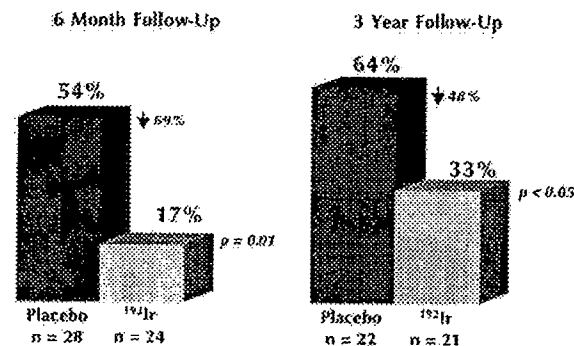 6 Month Follow-Up
3 Year Follow-Up
54%
69%
17%
p = 0.01
Placebo
¹⁹²Ir
n = 28
n = 24
64%
48%
33%
p < 0.05
Placebo
¹⁹²Ir
n = 22
n = 21